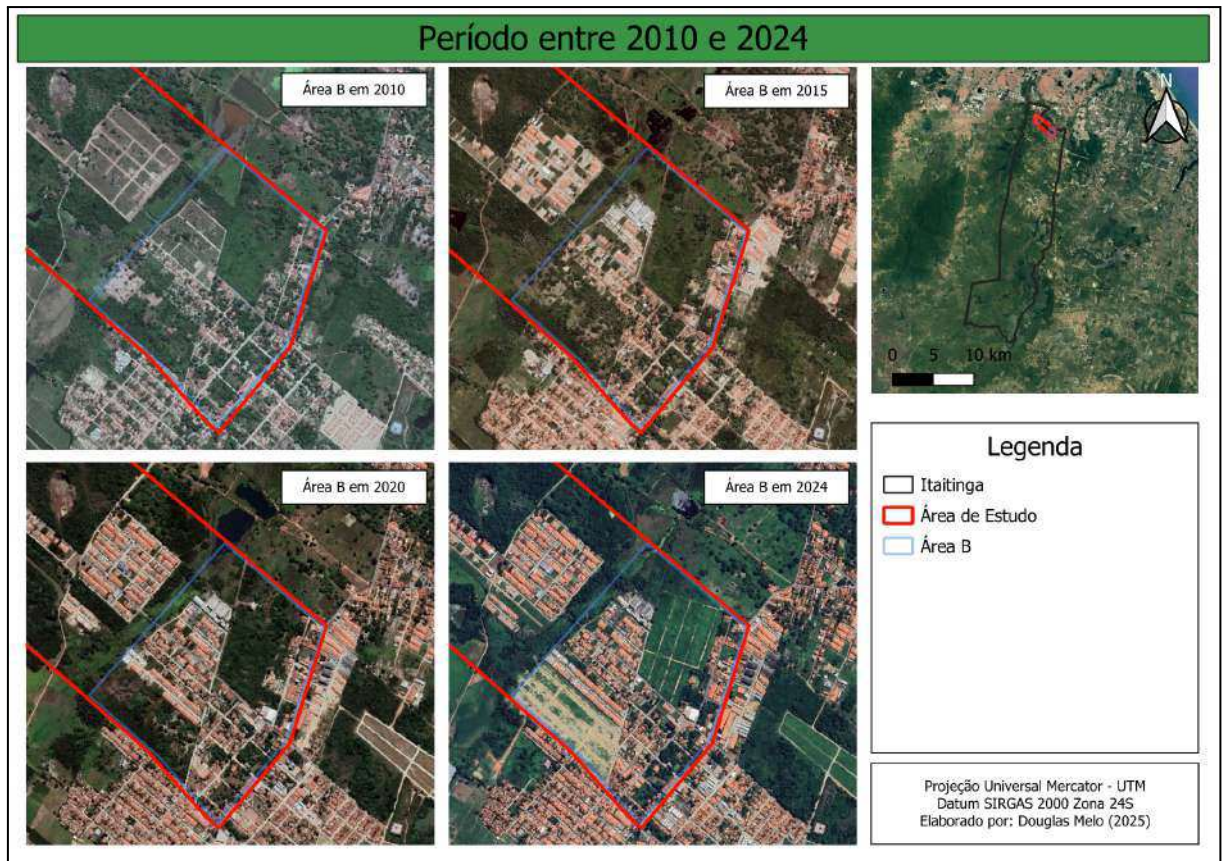 Período entre 2010 e 2024
Área B em 2010
Área B em 2015
N
0 5 10 km
Legenda
Itaitinga
Área de Estudo
Área B
Área B em 2020
Área B em 2024
Projeção Universal Mercator - UTM
Datum SIRGAS 2000 Zona 24S
Elaborado por: Douglas Melo (2025)